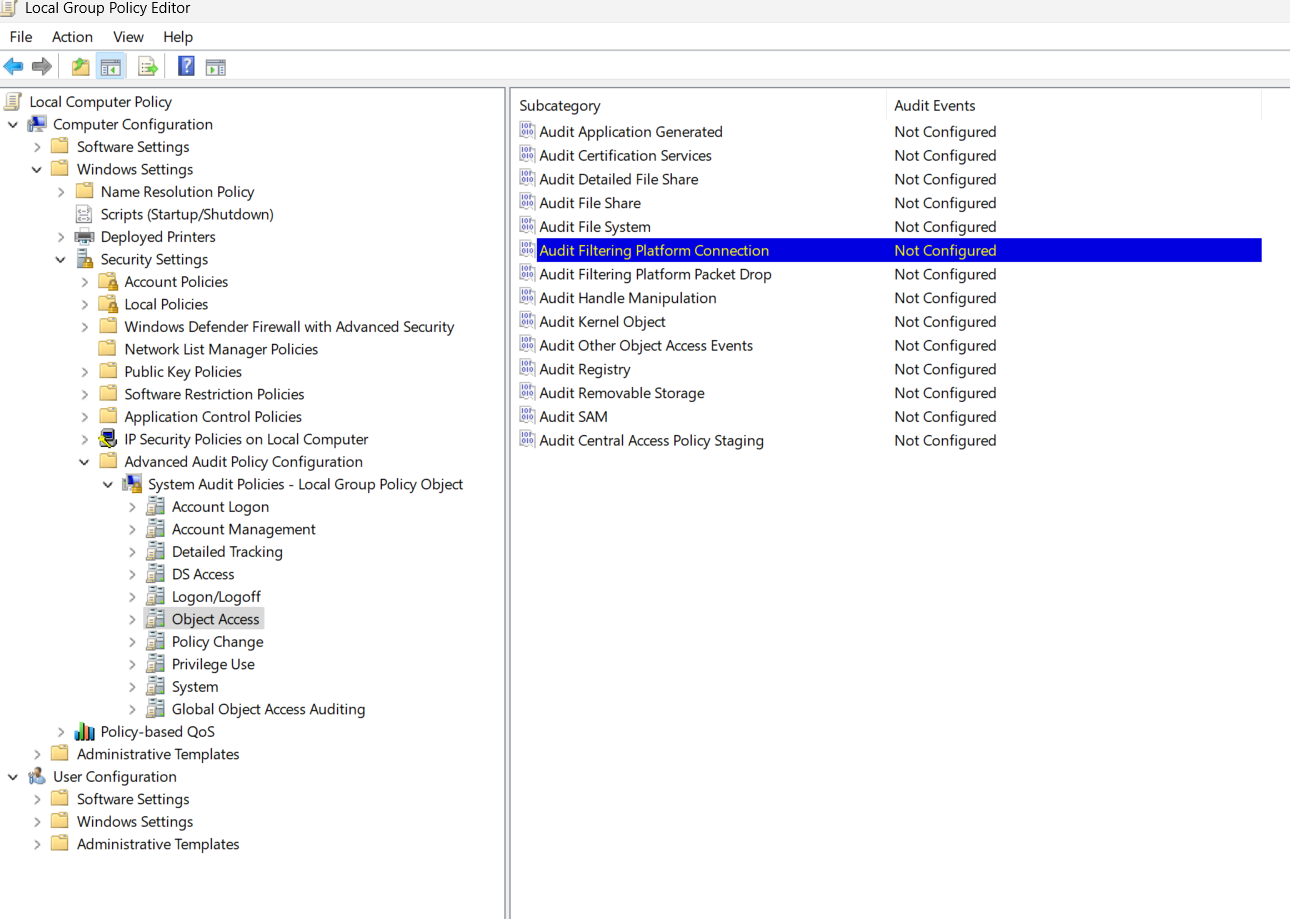 Local Group Policy Editor
File Action View Help
Local Computer Policy
Computer Configuration
Software Settings
Windows Settings
Name Resolution Policy
Scripts (Startup/Shutdown)
Deployed Printers
Security Settings
Account Policies
Local Policies
Windows Defender Firewall with Advanced Security
Network List Manager Policies
Public Key Policies
Software Restriction Policies
Application Control Policies
IP Security Policies on Local Computer
Advanced Audit Policy Configuration
System Audit Policies - Local Group Policy Object
Account Logon
Account Management
Detailed Tracking
DS Access
Logon/Logoff
Object Access
Policy Change
Privilege Use
System
Global Object Access Auditing
Policy-based QoS
Administrative Templates
User Configuration
Software Settings
Windows Settings
Administrative Templates
Subcategory Audit Events
Audit Application Generated Not Configured
Audit Certification Services Not Configured
Audit Detailed File Share Not Configured
Audit File Share Not Configured
Audit File System Not Configured
Audit Filtering Platform Connection Not Configured
Audit Filtering Platform Packet Drop Not Configured
Audit Handle Manipulation Not Configured
Audit Kernel Object Not Configured
Audit Other Object Access Events Not Configured
Audit Registry Not Configured
Audit Removable Storage Not Configured
Audit SAM Not Configured
Audit Central Access Policy Staging Not Configured